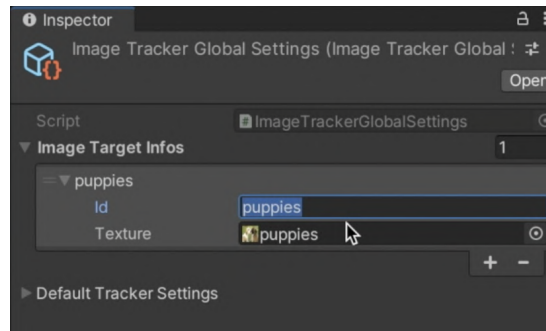 Inspector
Image Tracker Global Settings (Image Tracker Global
Open
Script ImageTrackerGlobalSettings
Image Target Infos 1
puppies
Id puppies
Texture puppies
+ -
Default Tracker Settings